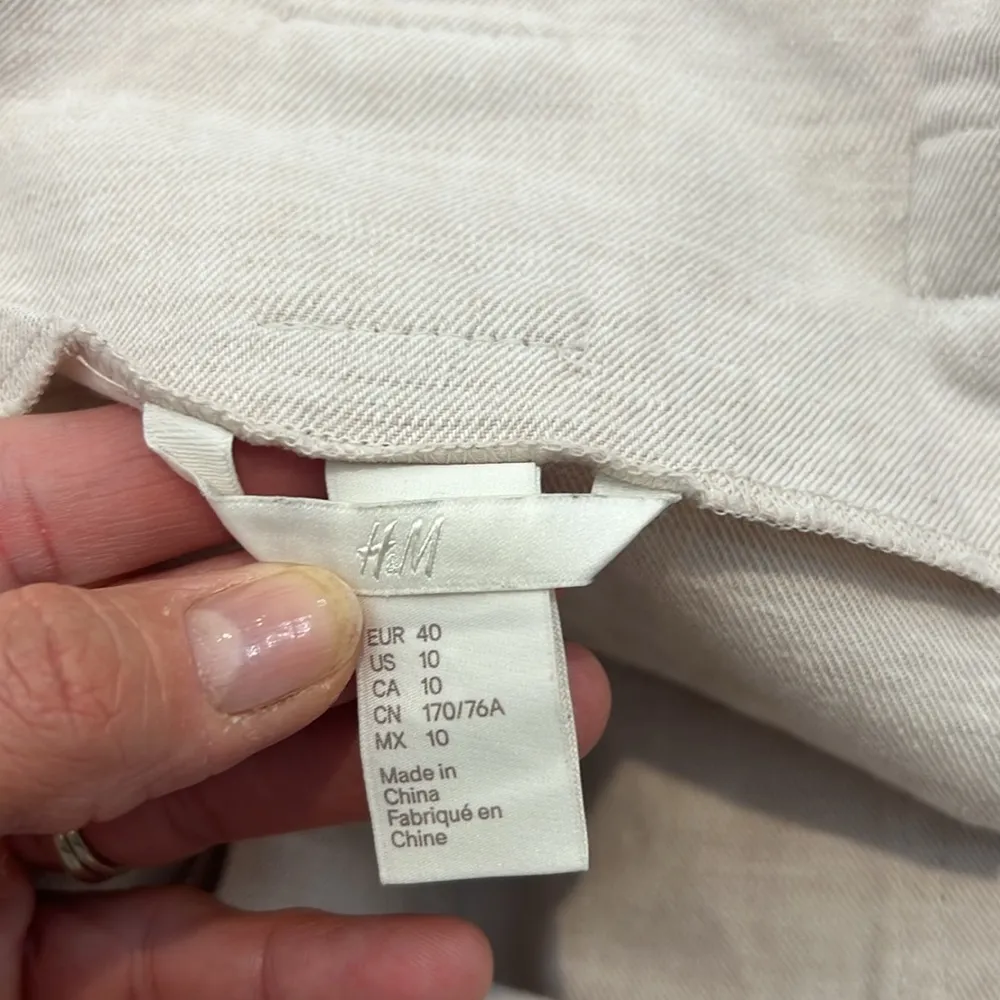 H&M
EUR 40
US 10
CA 10
CN 170/76A
MX 10
Made in
China
Fabriqué en
Chine